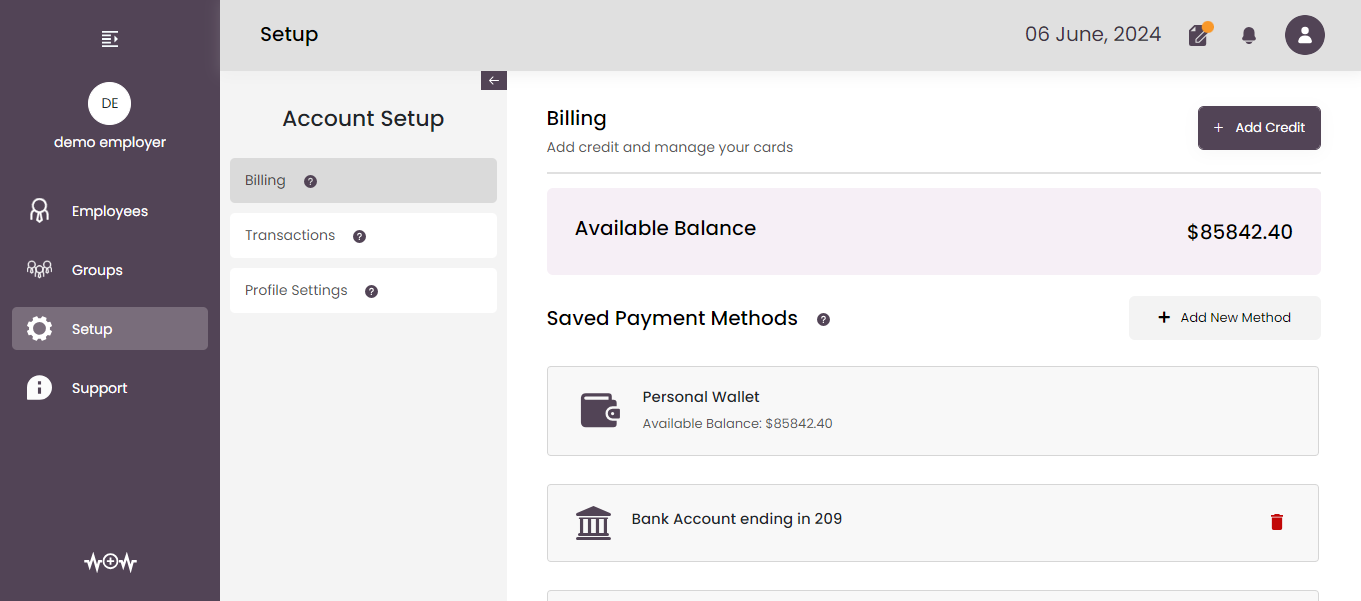 Setup
06 June, 2024
DE
demo employer
Employees
Groups
Setup
Support
Account Setup
Billing
Transactions
Profile Settings
Billing
Add credit and manage your cards
+ Add Credit
Available Balance
$85842.40
Saved Payment Methods
+ Add New Method
Personal Wallet
Available Balance: $85842.40
Bank Account ending in 209